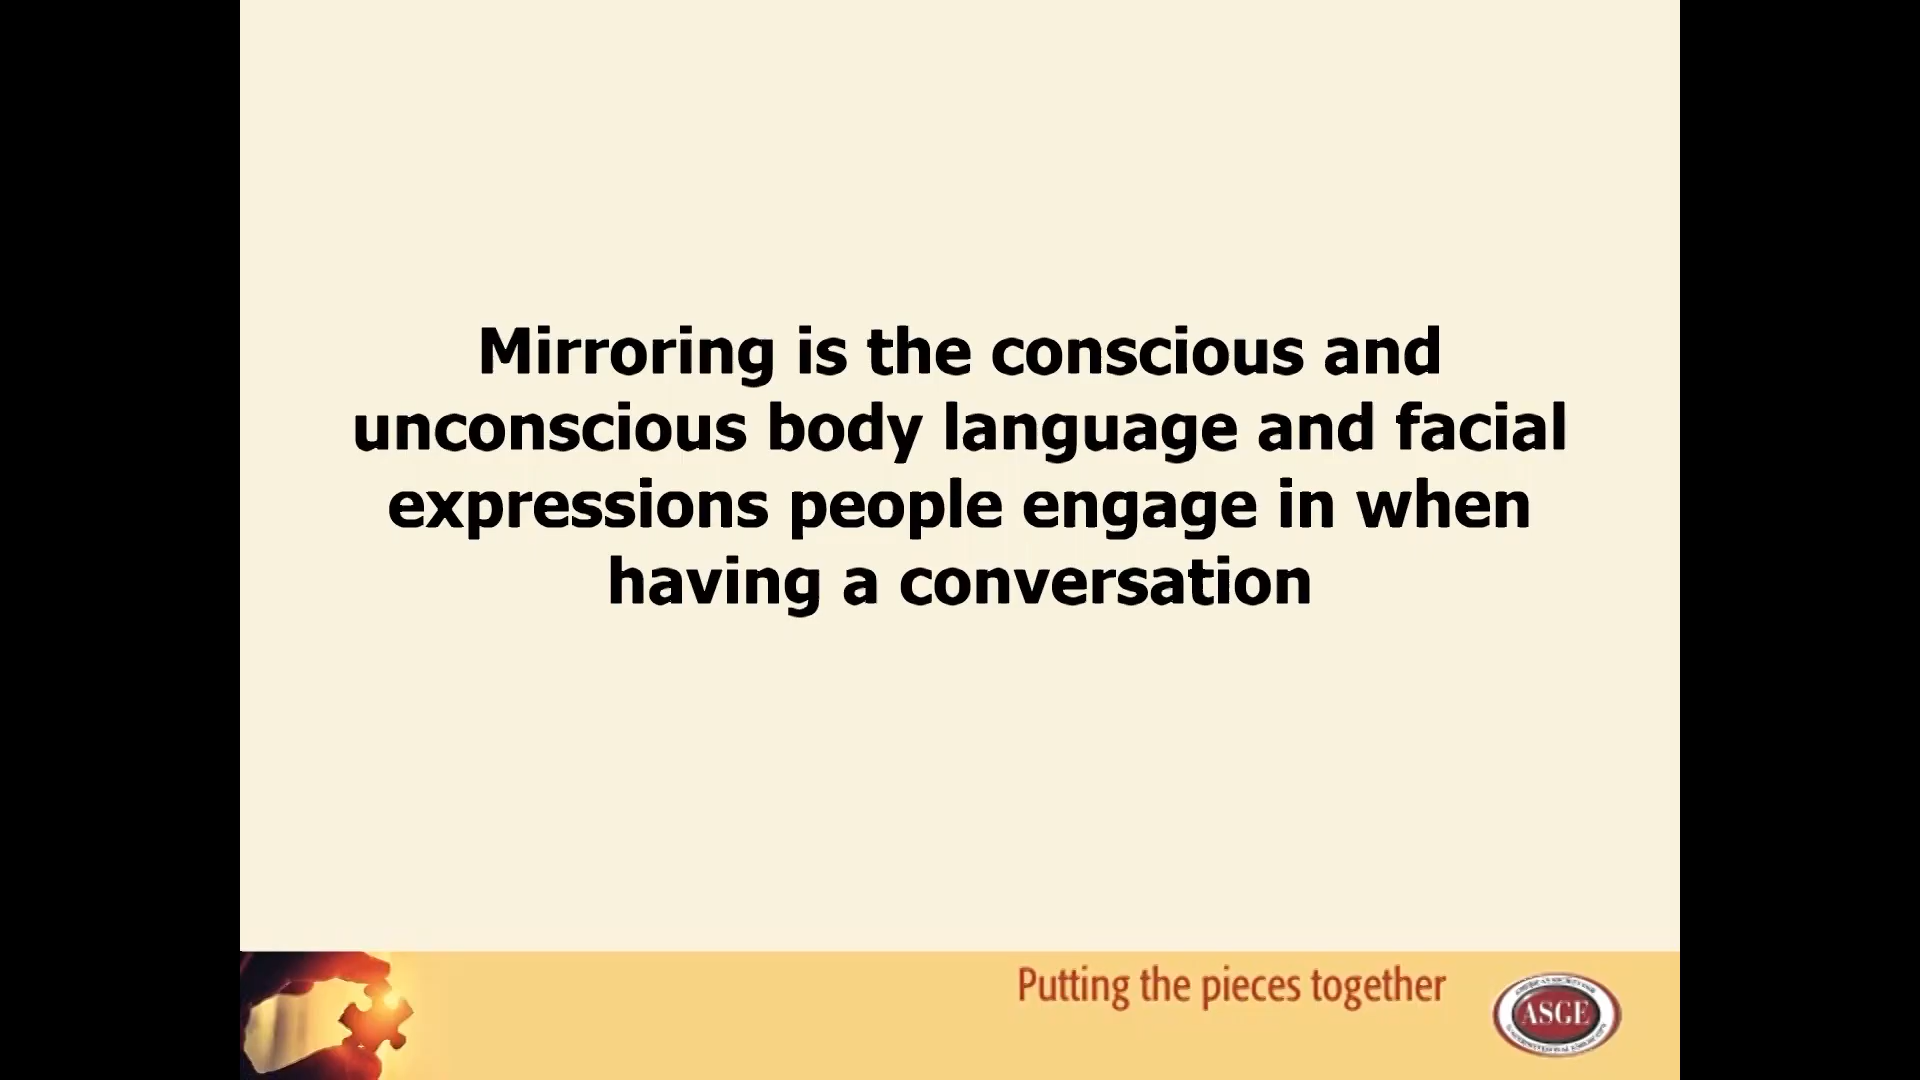 Mirroring is the conscious and
unconscious body language and facial
expressions people engage in when
having a conversation
Putting the pieces together
ASGE